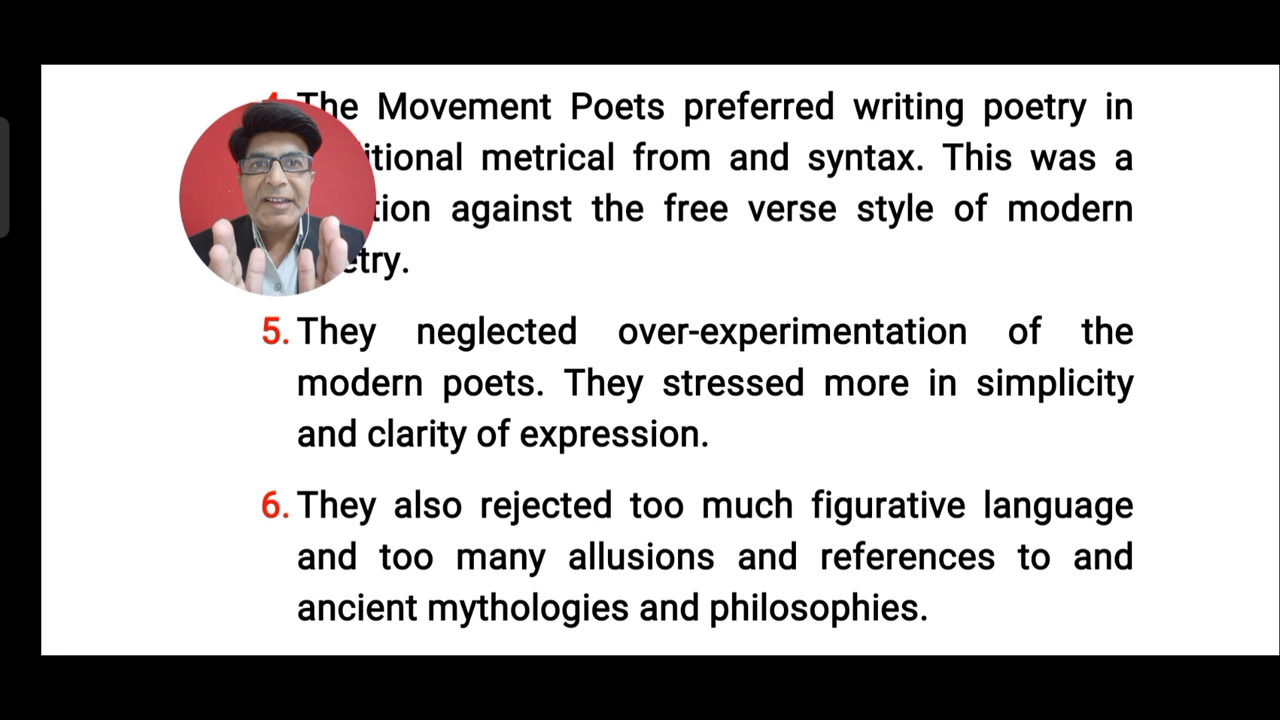 The Movement Poets preferred writing poetry in
metrical from and syntax. This was a
against the free verse style of modern
5. They neglected over-experimentation of the
modern poets. They stressed more in simplicity
and clarity of expression.
6. They also rejected too much figurative language
and too many allusions and references to and
ancient mythologies and philosophies.